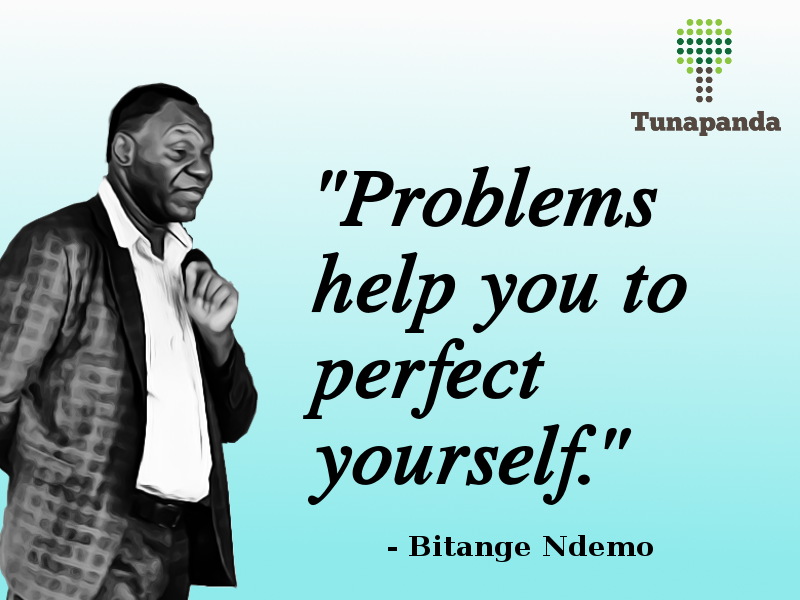 Tunapanda
"Problems
help you to
perfect
yourself."
- Bitange Ndemo